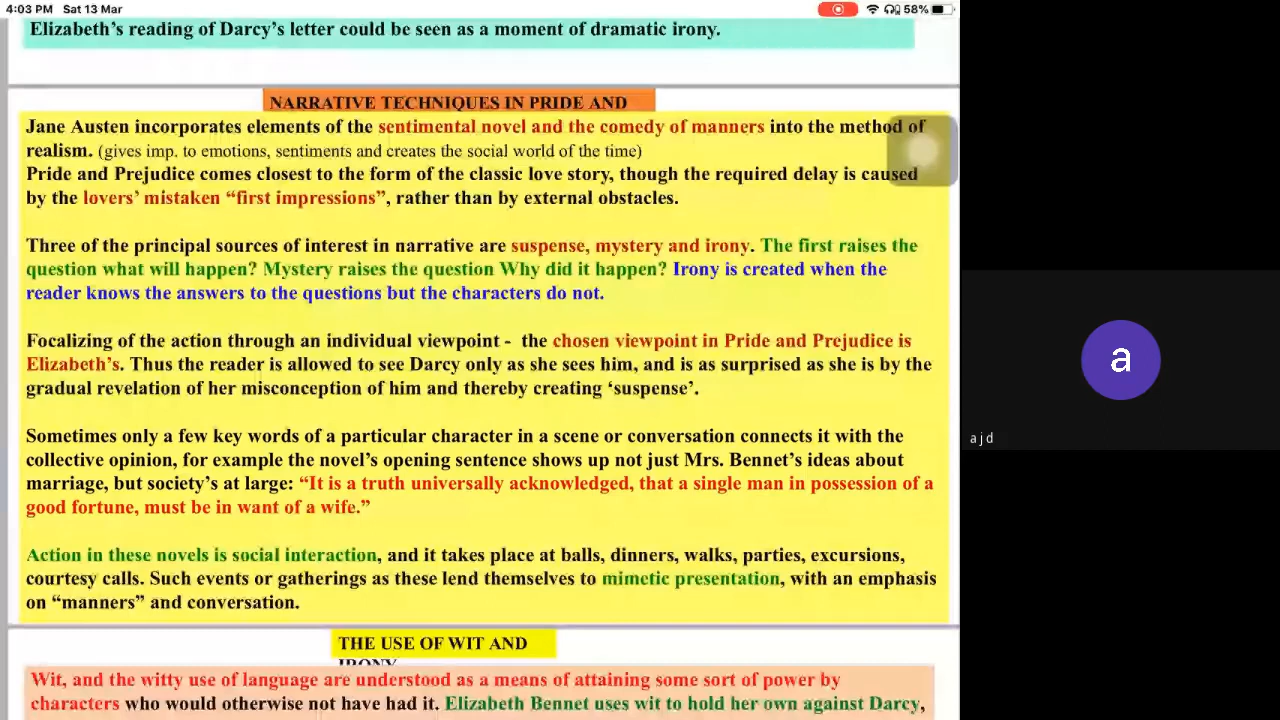 4:03 PM Sat 13 Mar
58%
Elizabeth's reading of Darcy's letter could be seen as a moment of dramatic irony.
NARRATIVE TECHNIQUES IN PRIDE AND
Jane Austen incorporates elements of the sentimental novel and the comedy of manners into the method of
realism. (gives imp. to emotions, sentiments and creates the social world of the time)
Pride and Prejudice comes closest to the form of the classic love story, though the required delay is caused
by the lovers' mistaken “first impressions”, rather than by external obstacles.
Three of the principal sources of interest in narrative are suspense, mystery and irony. The first raises the
question what will happen? Mystery raises the question Why did it happen? Irony is created when the
reader knows the answers to the questions but the characters do not.
Focalizing of the action through an individual viewpoint - the chosen viewpoint in Pride and Prejudice is
Elizabeth's. Thus the reader is allowed to see Darcy only as she sees him, and is as surprised as she is by the
gradual revelation of her misconception of him and thereby creating ‘suspense’.
Sometimes only a few key words of a particular character in a scene or conversation connects it with the
collective opinion, for example the novel's opening sentence shows up not just Mrs. Bennet's ideas about
marriage, but society's at large: “It is a truth universally acknowledged, that a single man in possession of a
good fortune, must be in want of a wife.”
Action in these novels is social interaction, and it takes place at balls, dinners, walks, parties, excursions,
courtesy calls. Such events or gatherings as these lend themselves to mimetic presentation, with an emphasis
on “manners” and conversation.
THE USE OF WIT AND
IRONY
Wit, and the witty use of language are understood as a means of attaining some sort of power by
characters who would otherwise not have had it. Elizabeth Bennet uses wit to hold her own against Darcy,
a
a j d